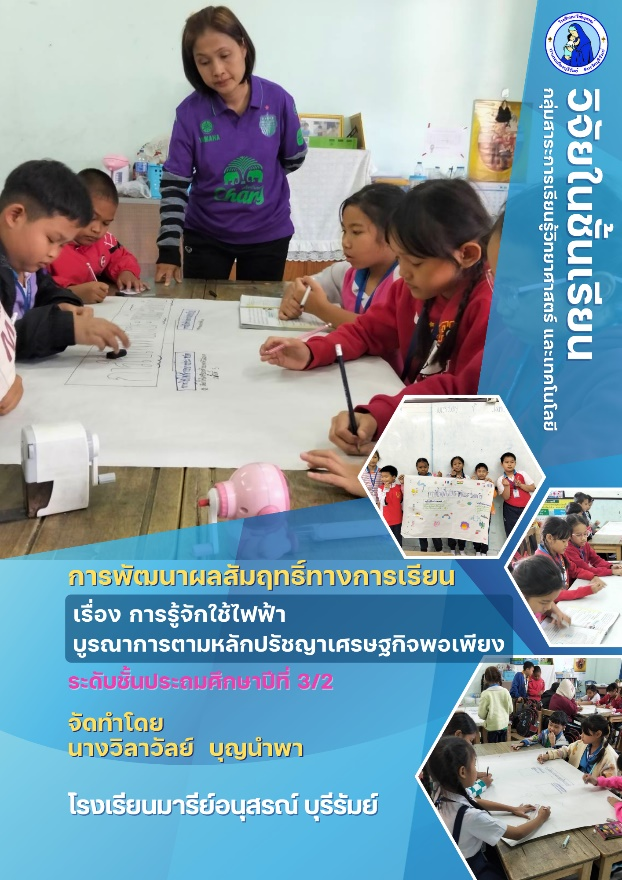 วิจัยในชั้นเรียน
กลุ่มสาระการเรียนรู้วิทยาศาสตร์ และเทคโนโลยี
YAMAHA
Chang
การพัฒนาผลสัมฤทธิ์ทางการเรียน
เรื่อง การรู้จักใช้ไฟฟ้า
บูรณาการตามหลักปรัชญาเศรษฐกิจพอเพียง
ระดับชั้นประถมศึกษาปีที่ 3/2
จัดทำโดย
นางวิลาวัลย์ บุญนำพา
โรงเรียนมารีย์อนุสรณ์ บุรีรัมย์